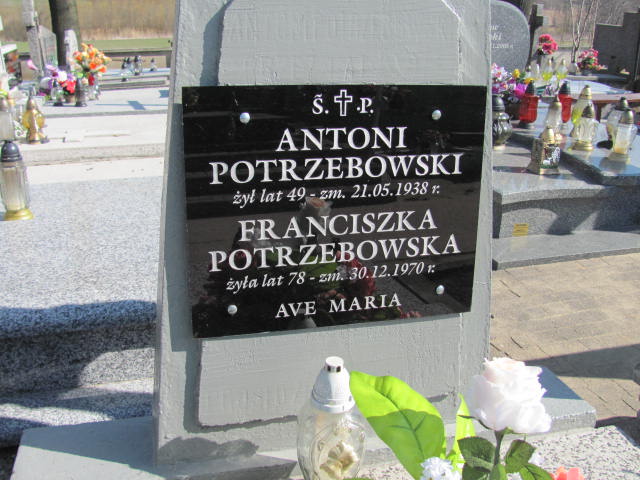 Ś. † P.
ANTONI
POTRZEBOWSKI
żył lat 49 - zm. 21.05.1938 r.
FRANCISZKA
POTRZEBOWSKA
żyła lat 78 - zm. 30.12.1970 r.
AVE MARIA